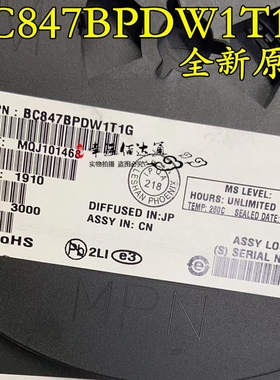 C847BPDW1T1
全新原
PN: BC847BPDW1T1G
MQJ101468
1910
3000
RoHS
2LI
e3
DIFFUSED IN:JP
ASSY IN: CN
LESHAN PHOENIX
218
MS LEVEL:
HOURS: UNLIMITED
TEMP: 260C SEALED DATE:
ASSY LO
(S) SERIAL N
e
MPN